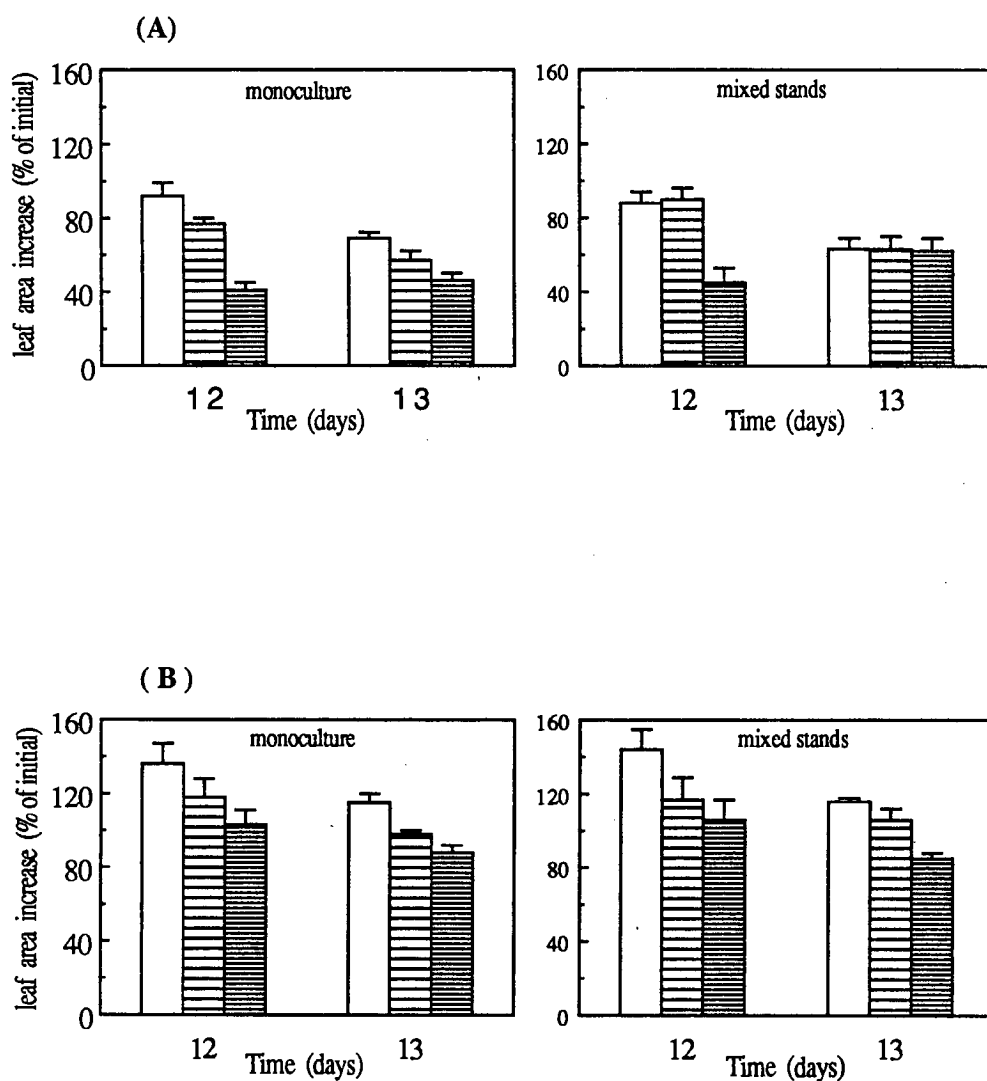 (A)
leaf area increase (% of initial)
160
120
80
40
0
monoculture
12
13
Time (days)
160
120
80
40
0
mixed stands
12
13
Time (days)
(B)
leaf area increase (% of initial)
160
120
80
40
0
monoculture
12
13
Time (days)
160
120
80
40
0
mixed stands
12
13
Time (days)